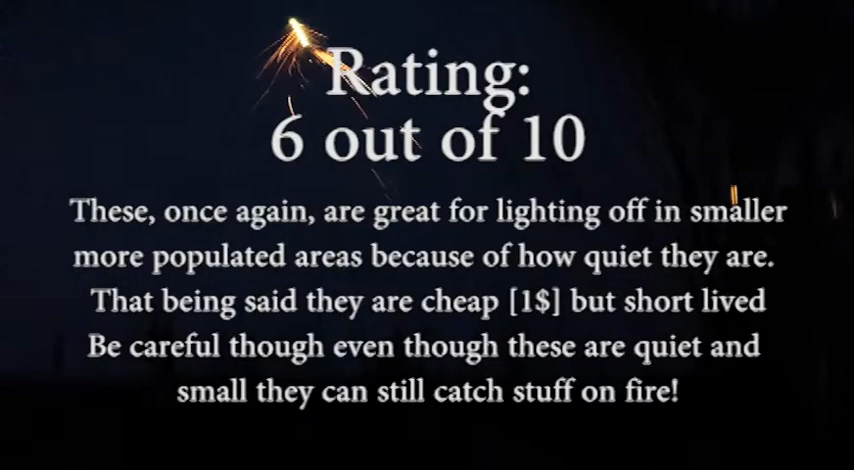 Rating:
6 out of 10
These, once again, are great for lighting off in smaller
more populated areas because of how quiet they are.
That being said they are cheap [1$] but short lived
Be careful though even though these are quiet and
small they can still catch stuff on fire!